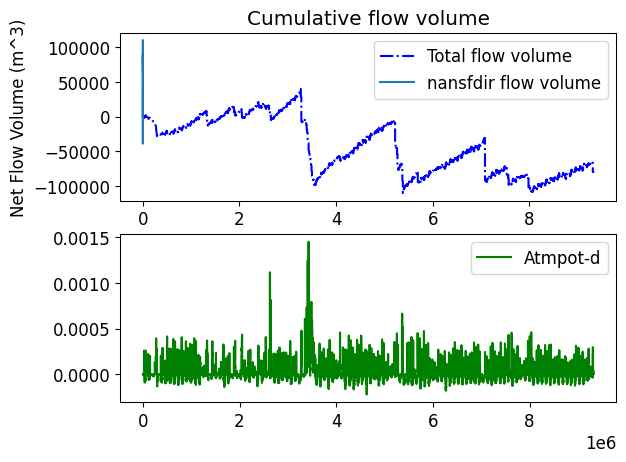 Cumulative flow volume
Net Flow Volume (m^3)
100000
50000
0
−50000
−100000
Total flow volume
nansfdir flow volume
0 2 4 6 8
0.0015
0.0010
0.0005
0.0000
Atmpot-d
0 2 4 6 8
1e6